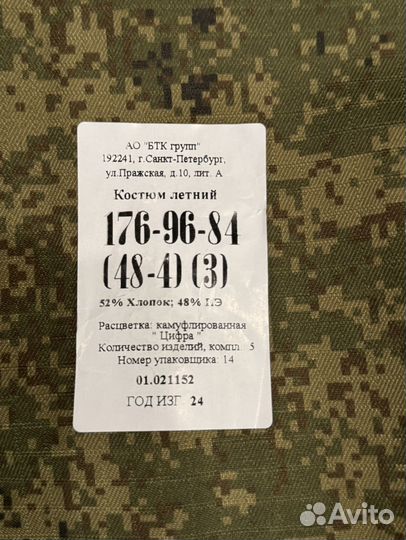 АО "БТК групп"
192241, г.Санкт-Петербург,
ул.Пражская, д.10, лит. А
Костюм летний
176-96-84
(48-4) (3)
52% Хлопок; 48% ПЭ
Расцветка: камуфлированная
" Цифра "
Количество изделий, компл. 5
Номер упаковщика: 14
01.021152
ГОД ИЗГ. 24
Avito